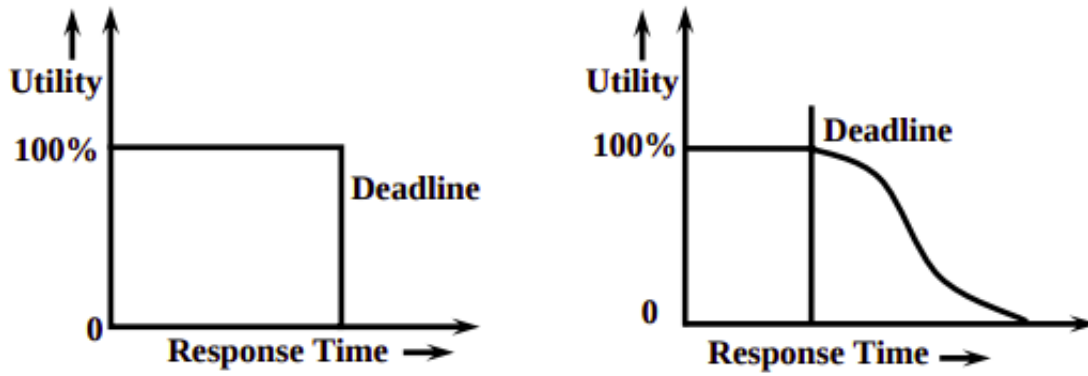 Utility
100%
Deadline
0
Response Time
Utility
100%
Deadline
0
Response Time